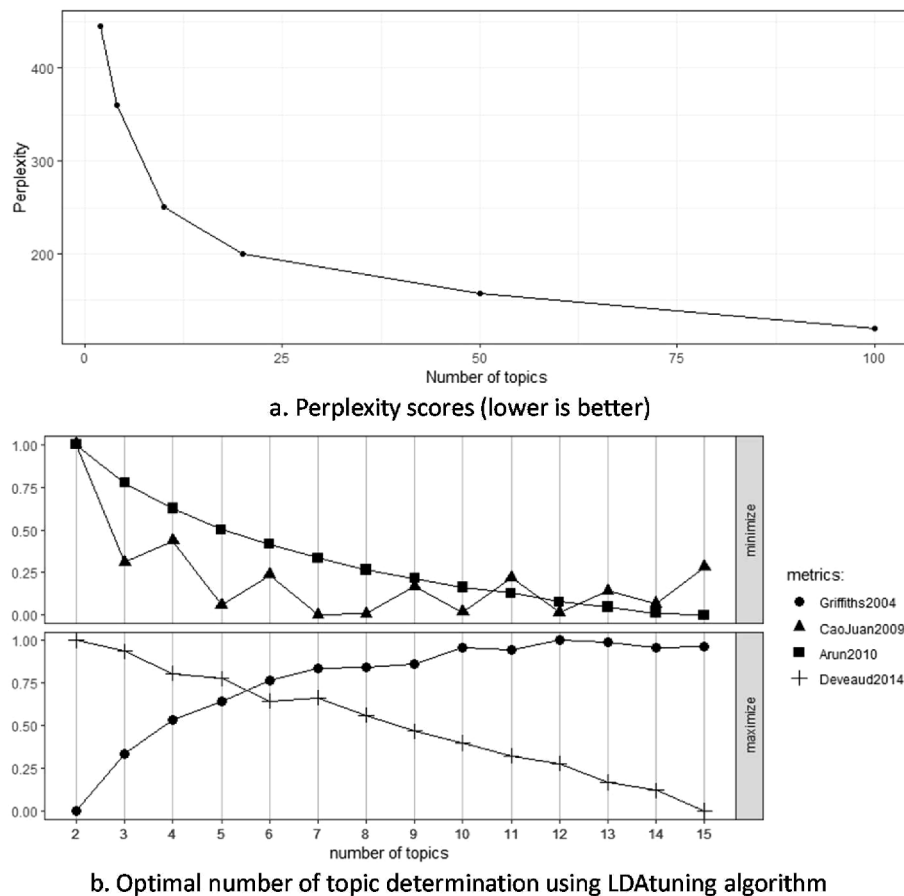 400
300
200
Perplexity
0 25 50 75 100
Number of topics
a. Perplexity scores (lower is better)
1.00
0.75
0.50
0.25
0.00
minimize
1.00
0.75
0.50
0.25
0.00
maximize
2 3 4 5 6 7 8 9 10 11 12 13 14 15
number of topics
metrics:
Griffiths2004
CaoJuan2009
Arun2010
Deveaud2014
b. Optimal number of topic determination using LDAtuning algorithm